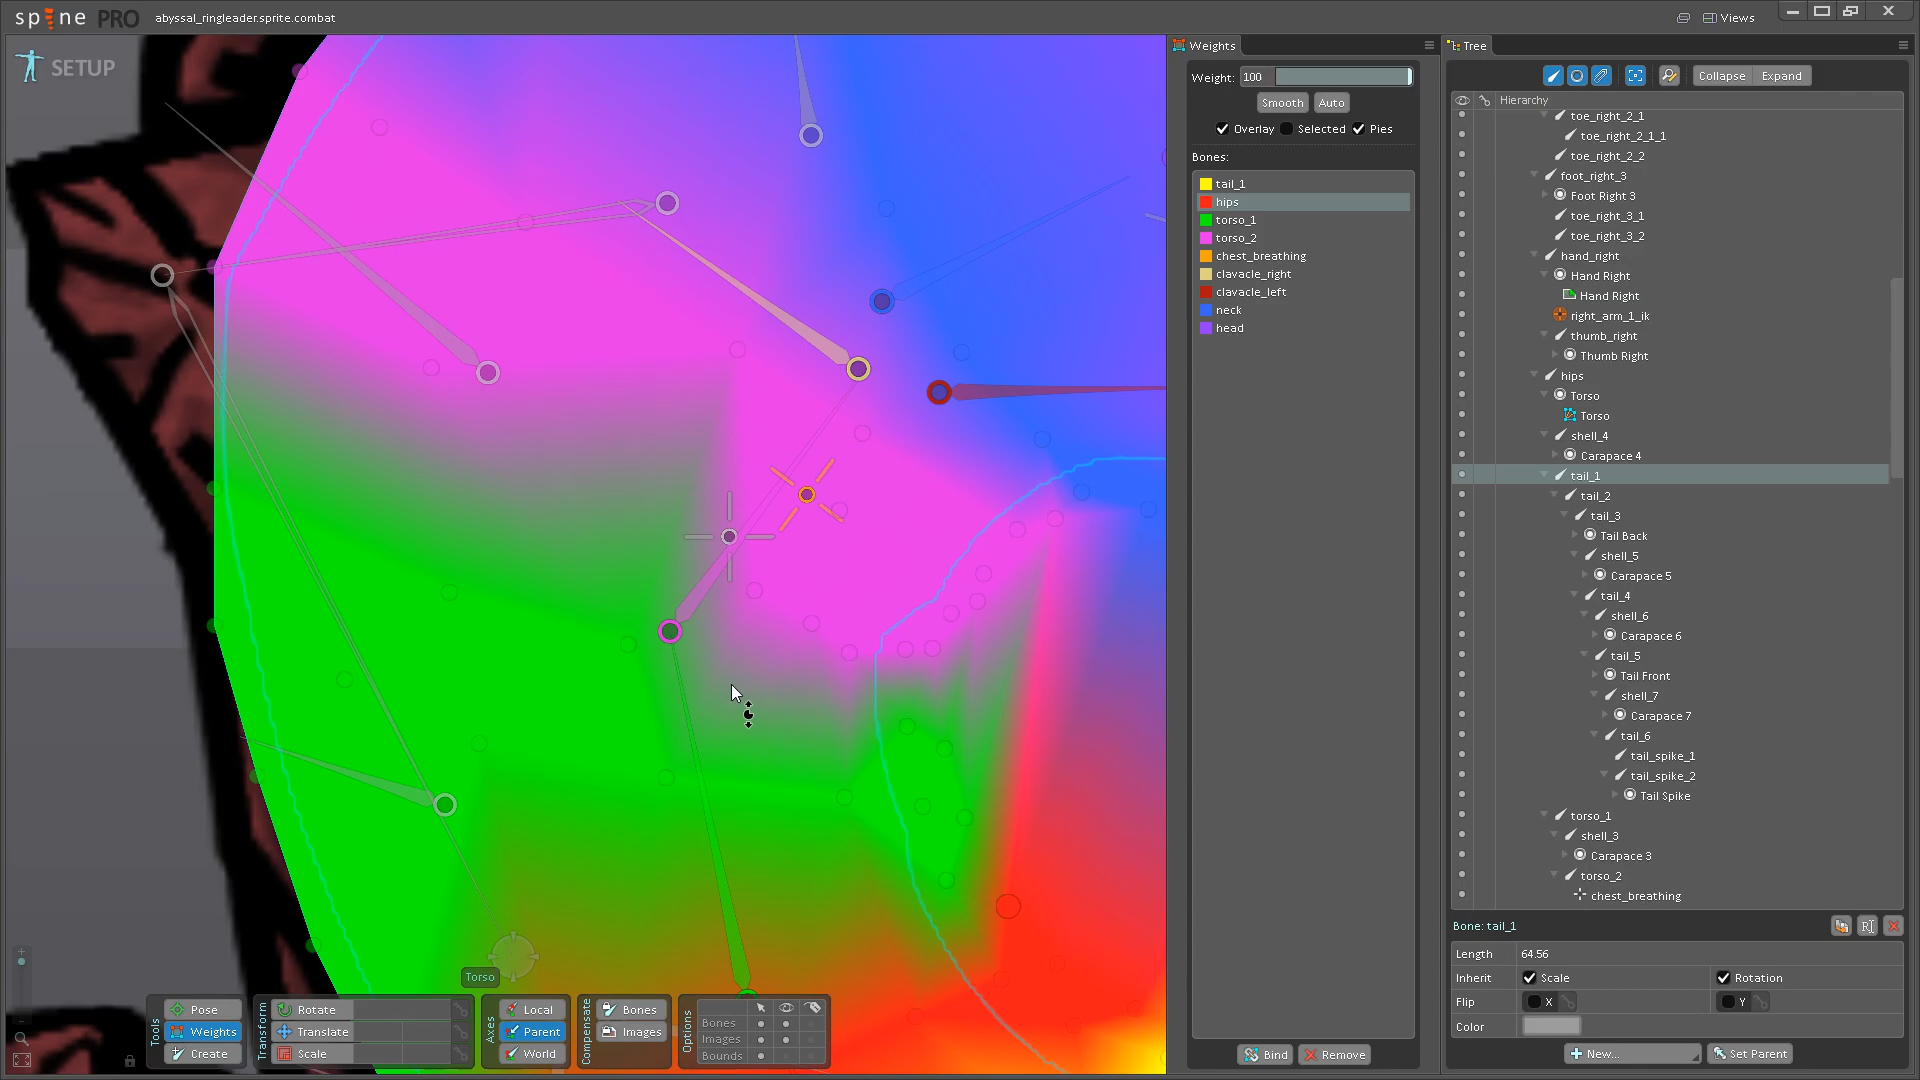 spine PRO abyssal_ringleader.sprite.combat
Views
SETUP
Weights
Weight: 100
Smooth Auto
Overlay Selected Pies
Bones:
tail_1
hips
torso_1
torso_2
chest_breathing
clavacle_right
clavacle_left
neck
head
Bind Remove
Tree
Collapse Expand
Hierarchy
toe_right_2_1
toe_right_2_1_1
toe_right_2_2
foot_right_3
Foot Right 3
toe_right_3_1
toe_right_3_2
hand_right
Hand Right
Hand Right
right_arm_1_ik
thumb_right
Thumb Right
hips
Torso
Torso
shell_4
Carapace 4
tail_1
tail_2
tail_3
Tail Back
shell_5
Carapace 5
tail_4
shell_6
Carapace 6
tail_5
Tail Front
shell_7
Carapace 7
tail_6
tail_spike_1
tail_spike_2
Tail Spike
torso_1
shell_3
Carapace 3
torso_2
chest_breathing
Bone: tail_1
Length 64.56
Inherit Scale Rotation
Flip X Y
Color
New... Set Parent
Torso
Tools
Pose
Weights
Create
Transform
Rotate
Translate
Scale
Axes
Local
Parent
World
Compensate
Bones
Images
Options
Bones
Images
Bounds